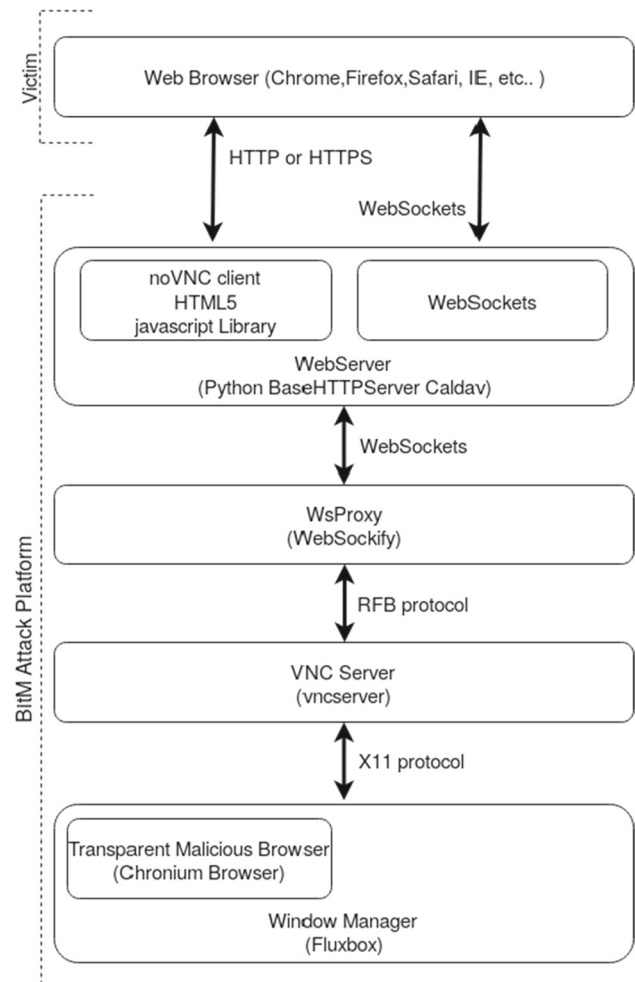 Victim
Web Browser (Chrome,Firefox,Safari, IE, etc.. )
HTTP or HTTPS
WebSockets
BItM Attack Platform
noVNC client
HTML5
javascript Library
WebSockets
WebServer
(Python BaseHTTPServer Caldav)
WebSockets
WsProxy
(WebSockify)
RFB protocol
VNC Server
(vncserver)
X11 protocol
Transparent Malicious Browser
(Chronium Browser)
Window Manager
(Fluxbox)